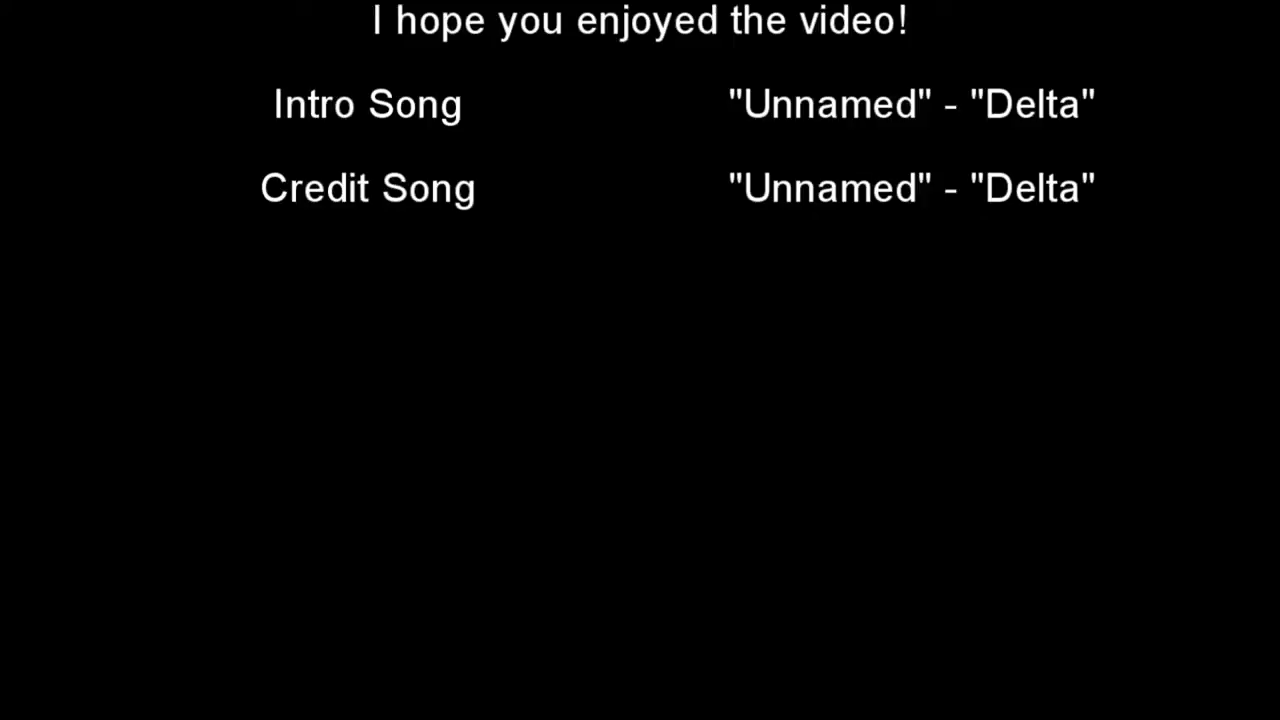 I hope you enjoyed the video!
Intro Song "Unnamed" - "Delta"
Credit Song "Unnamed" - "Delta"